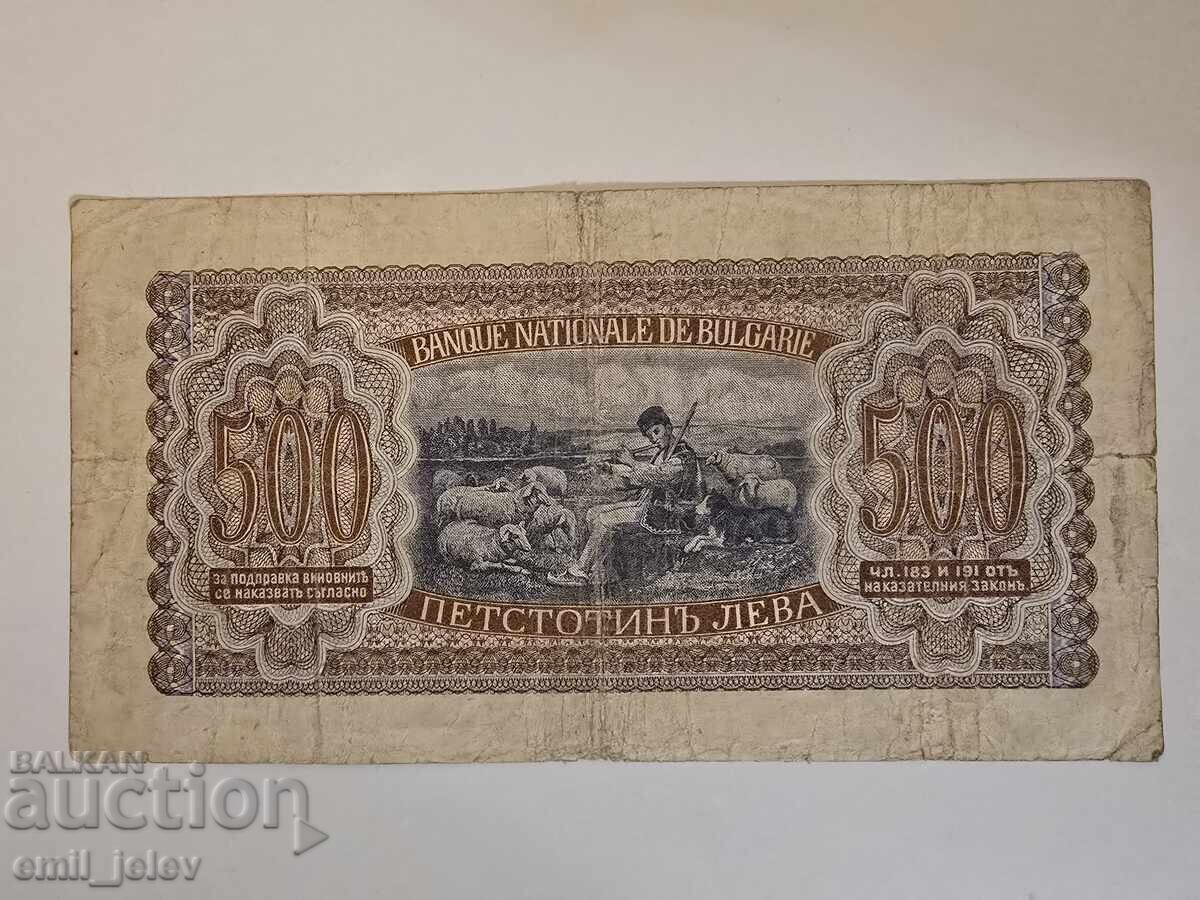 BANQUE NATIONALE DE BULGARIE
500
500
за подправка виновнитѣ
се наказватъ съгласно
чл. 183 и 191 отъ
наказателния законъ
ПЕТСТОТИНЪ ЛЕВА
BALKAN
auction
emil_jelev